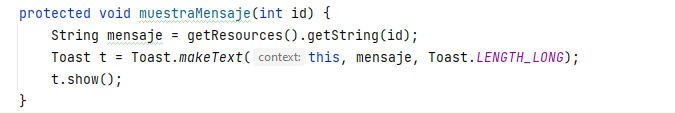 protected void muestraMensaje(int id) {
String mensaje = getResources().getString(id);
Toast t = Toast.makeText( context: this, mensaje, Toast.LENGTH_LONG);
t.show();
}